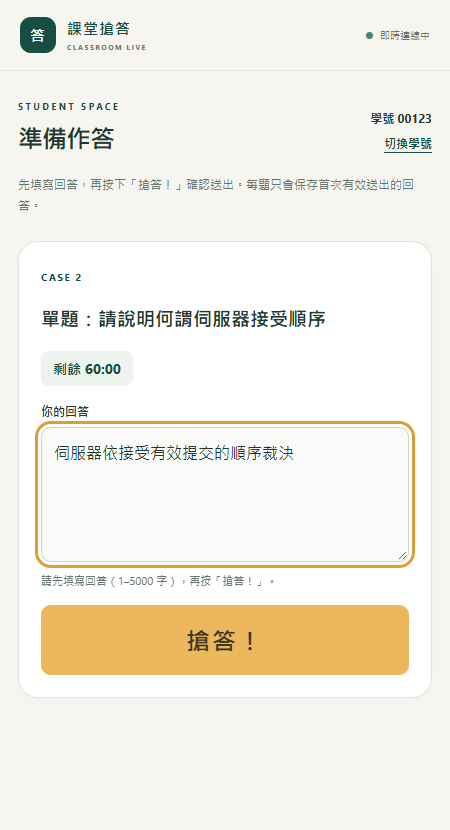 答
課堂搶答
CLASSROOM LIVE
即時連線中
STUDENT SPACE
準備作答
學號 00123
切換學號
先填寫回答，再按下「搶答！」確認送出。每題只會保存首次有效送出的回
答。
CASE 2
單題：請說明何謂伺服器接受順序
剩餘 60:00
你的回答
伺服器依接受有效提交的順序裁決
請先填寫回答（1–5000 字），再按「搶答！」。
搶答！